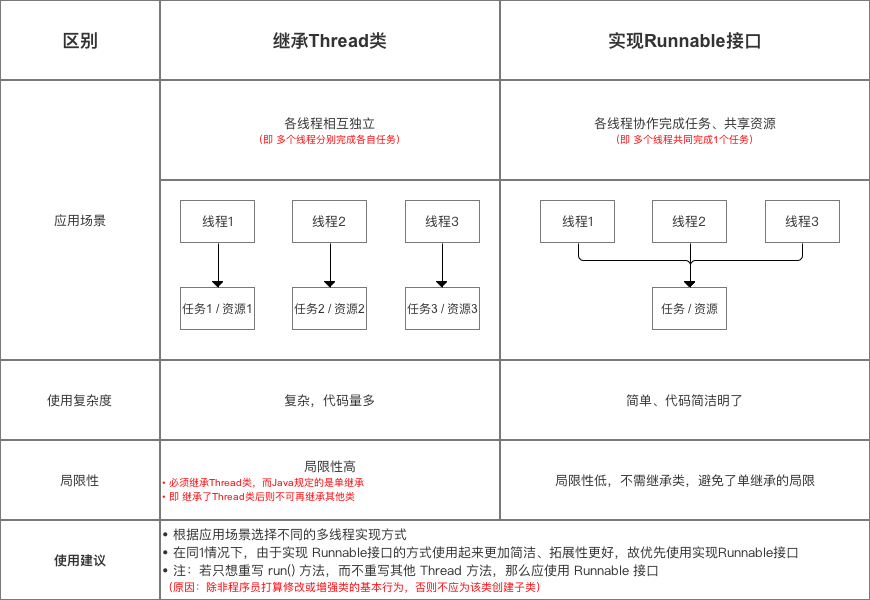 区别
继承Thread类
实现Runnable接口
应用场景
各线程相互独立
(即 多个线程分别完成各自任务)
各线程协作完成任务、共享资源
(即 多个线程共同完成1个任务)
线程1
线程2
线程3
任务1 / 资源1
任务2 / 资源2
任务3 / 资源3
线程1
线程2
线程3
任务 / 资源
使用复杂度
复杂，代码量多
简单、代码简洁明了
局限性
局限性高
• 必须继承Thread类，而Java规定的是单继承
• 即 继承了Thread类后则不可再继承其他类
局限性低，不需继承类，避免了单继承的局限
使用建议
• 根据应用场景选择不同的多线程实现方式
• 在同1情况下，由于实现 Runnable接口的方式使用起来更加简洁、拓展性更好，故优先使用实现Runnable接口
• 注：若只想重写 run() 方法，而不重写其他 Thread 方法，那么应使用 Runnable 接口
(原因：除非程序员打算修改或增强类的基本行为，否则不应为该类创建子类)